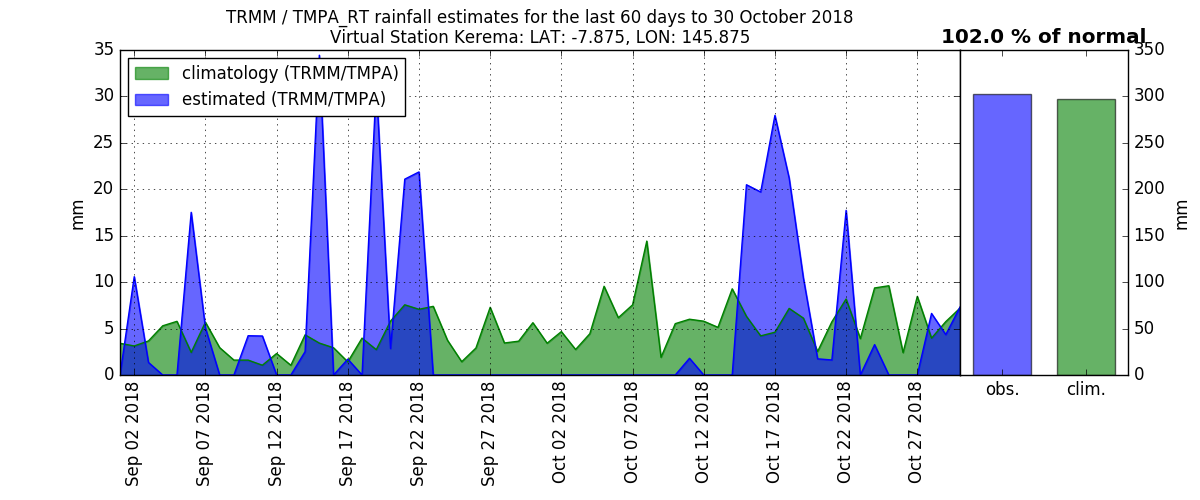 TRMM / TMPA_RT rainfall estimates for the last 60 days to 30 October 2018
Virtual Station Kerema: LAT: -7.875, LON: 145.875
102.0 % of normal
climatology (TRMM/TMPA)
estimated (TRMM/TMPA)
35
30
25
20
15
10
5
0
mm
Sep 02 2018
Sep 07 2018
Sep 12 2018
Sep 17 2018
Sep 22 2018
Sep 27 2018
Oct 02 2018
Oct 07 2018
Oct 12 2018
Oct 17 2018
Oct 22 2018
Oct 27 2018
350
300
250
200
150
100
50
0
mm
obs.
clim.